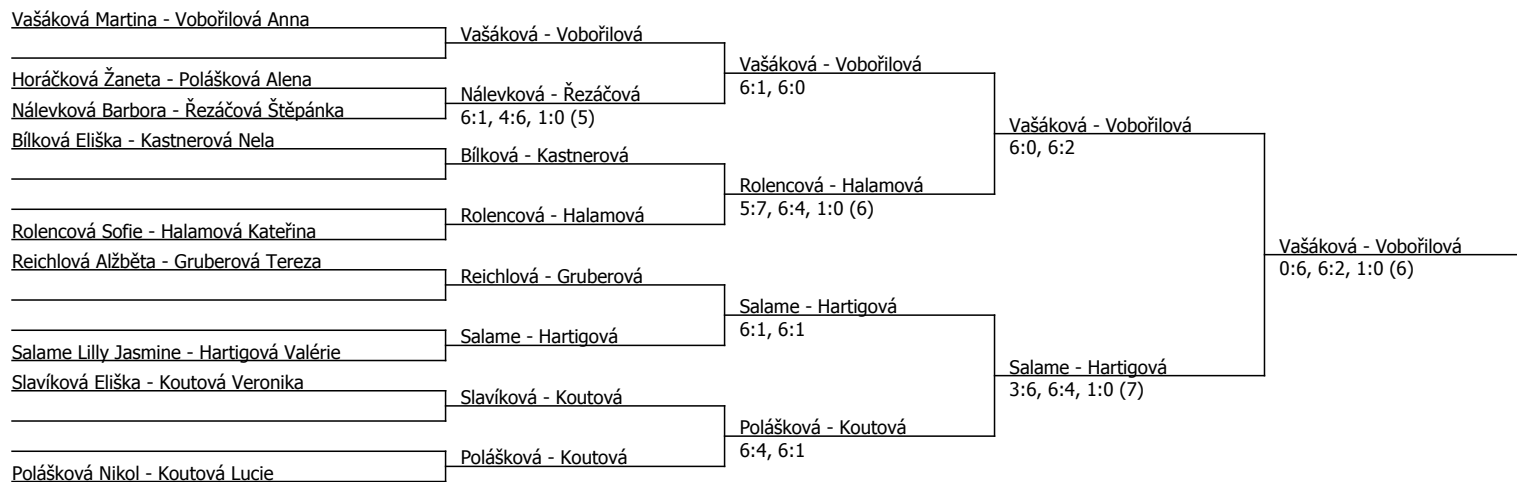 Vašáková Martina - Vobořilová Anna
Horáčková Žaneta - Polášková Alena
Nálevková Barbora - Řezáčová Štěpánka
Bílková Eliška - Kastnerová Nela
Rolencová Sofie - Halamová Kateřina
Reichlová Alžběta - Gruberová Tereza
Salame Lilly Jasmine - Hartigová Valérie
Slavíková Eliška - Koutová Veronika
Polášková Nikol - Koutová Lucie
Vašáková - Vobořilová
Nálevková - Řezáčová
6:1, 4:6, 1:0 (5)
Bílková - Kastnerová
Rolencová - Halamová
Reichlová - Gruberová
Salame - Hartigová
Slavíková - Koutová
Polášková - Koutová
Vašáková - Vobořilová
6:1, 6:0
Rolencová - Halamová
5:7, 6:4, 1:0 (6)
Salame - Hartigová
6:1, 6:1
Polášková - Koutová
6:4, 6:1
Vašáková - Vobořilová
6:0, 6:2
Salame - Hartigová
3:6, 6:4, 1:0 (7)
Vašáková - Vobořilová
0:6, 6:2, 1:0 (6)